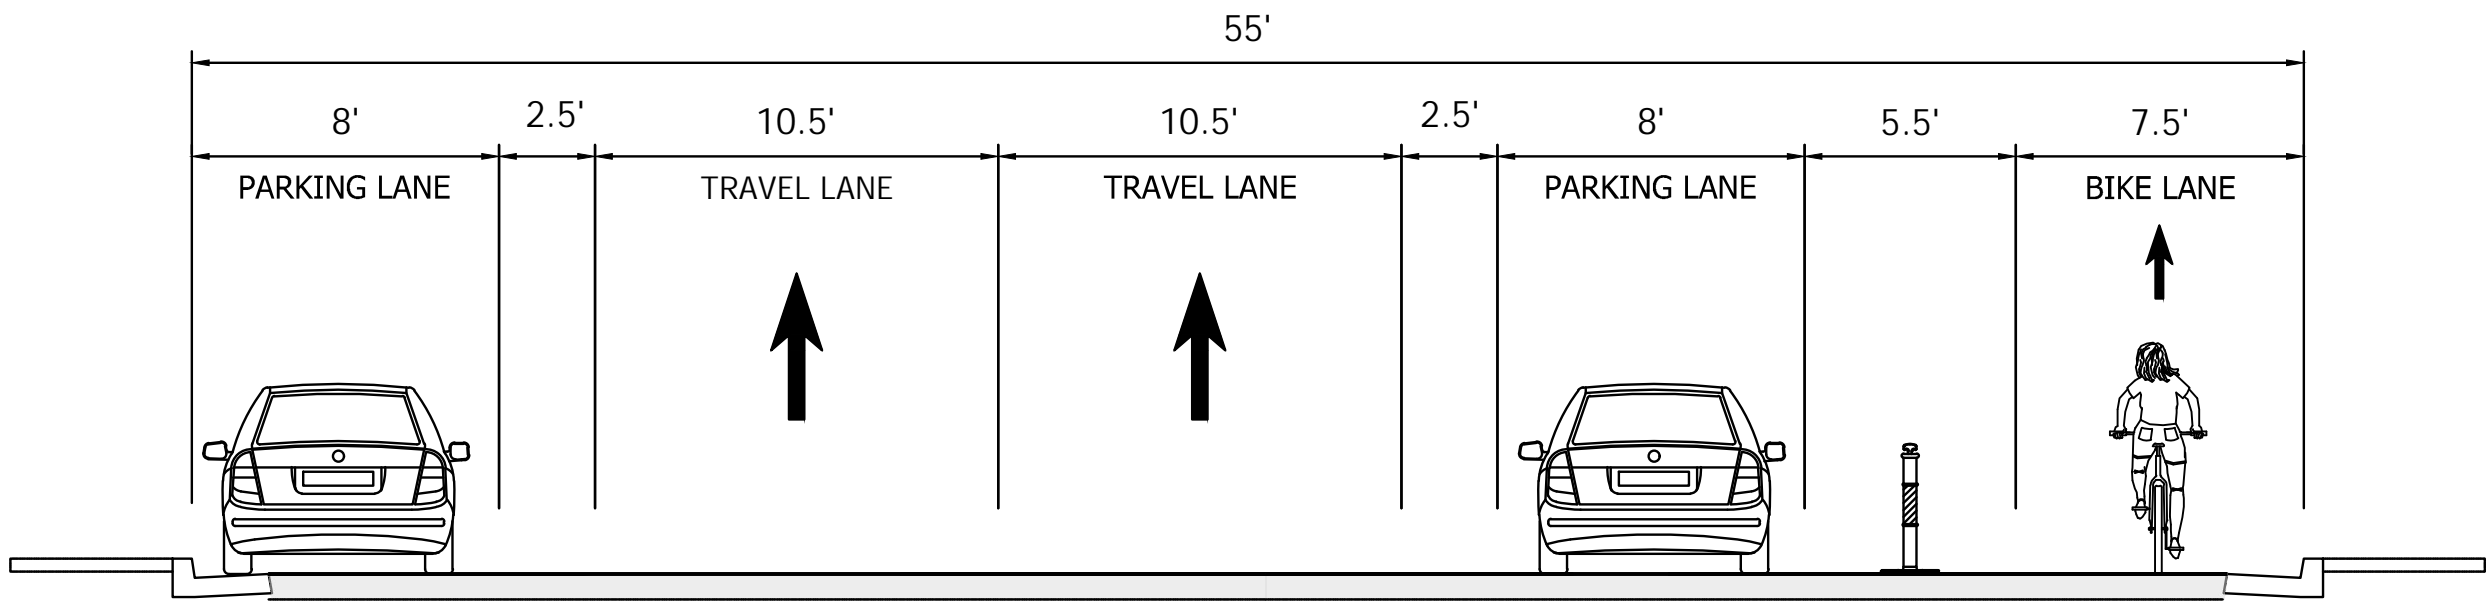 55'
8' 2.5' 10.5' 10.5' 2.5' 8' 5.5' 7.5'
PARKING LANE TRAVEL LANE TRAVEL LANE PARKING LANE BIKE LANE